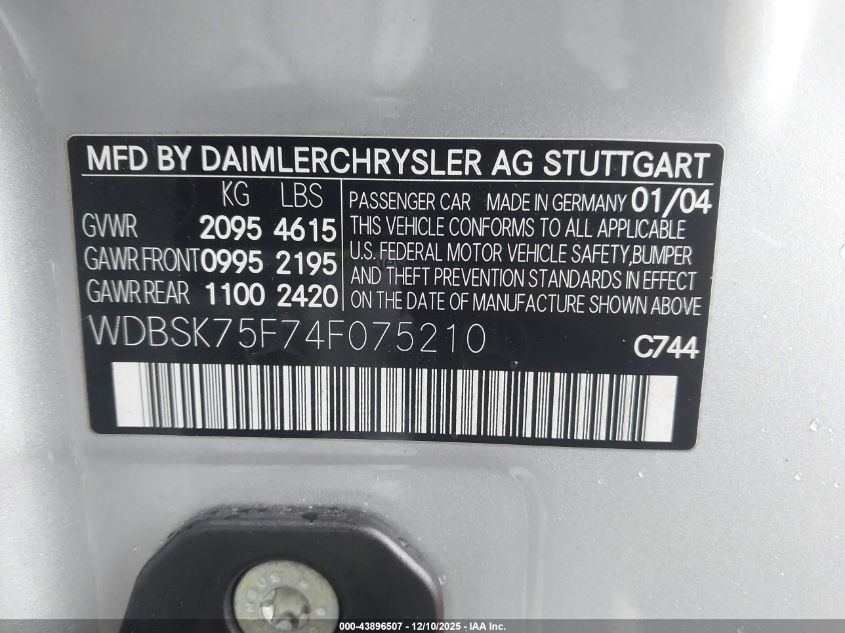 MFD BY DAIMLERCHRYSLER AG STUTTGART
KG LBS
GVWR 2095 4615
GAWR FRONT 0995 2195
GAWR REAR 1100 2420
PASSENGER CAR MADE IN GERMANY 01/04
THIS VEHICLE CONFORMS TO ALL APPLICABLE
U.S. FEDERAL MOTOR VEHICLE SAFETY,BUMPER
AND THEFT PREVENTION STANDARDS IN EFFECT
ON THE DATE OF MANUFACTURE SHOWN ABOVE
WDBSK75F74F075210
C744
000-43896507 - 12/10/2025 - IAA Inc.